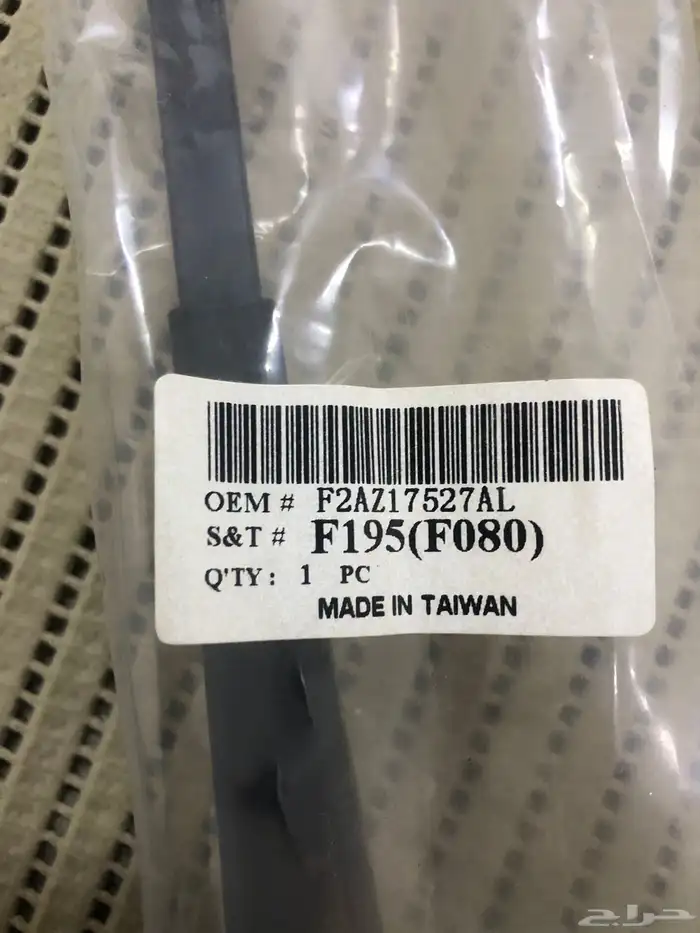 OEM # F2AZ17527AL
S&T # F195(F080)
Q'TY : 1 PC
MADE IN TAIWAN
حراج